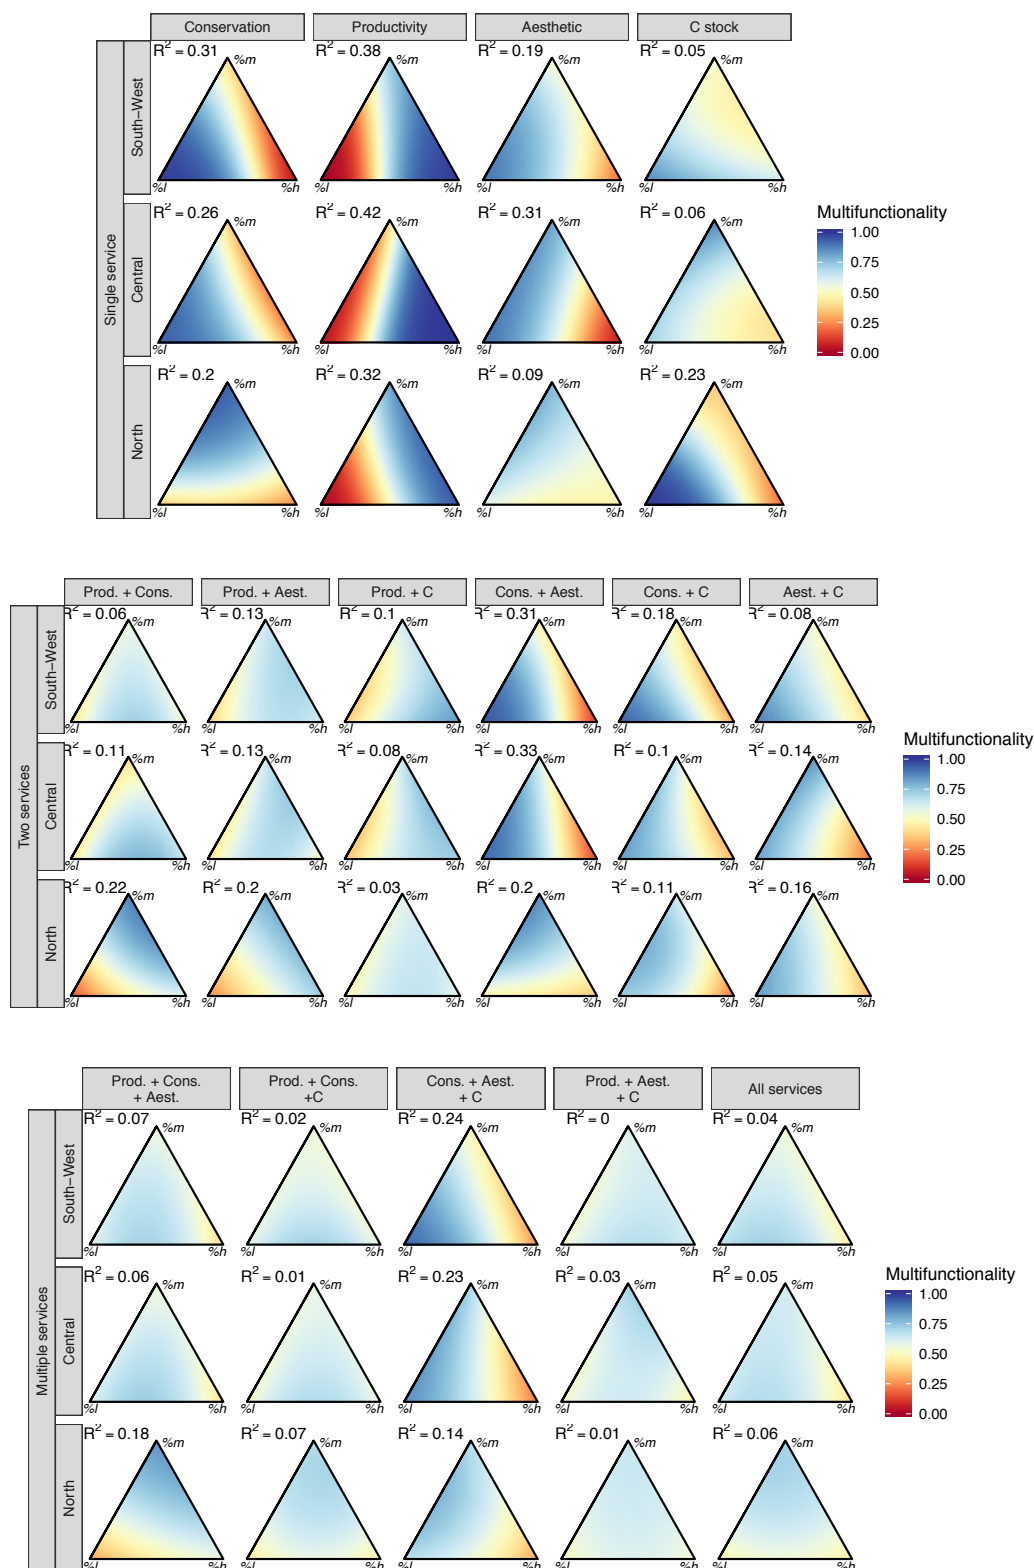 Conservation Productivity Aesthetic C stock
Single service
South−West
R² = 0.31 R² = 0.38 R² = 0.19 R² = 0.05
%m %m %m %m
%l %h %l %h %l %h %l %h
Central
R² = 0.26 R² = 0.42 R² = 0.31 R² = 0.06
%m %m %m %m
%l %h %l %h %l %h %l %h
North
R² = 0.2 R² = 0.32 R² = 0.09 R² = 0.23
%m %m %m %m
%l %h %l %h %l %h %l %h
Multifunctionality
1.00
0.75
0.50
0.25
0.00
Prod. + Cons. Prod. + Aest. Prod. + C Cons. + Aest. Cons. + C Aest. + C
Two services
South−West
R² = 0.06 R² = 0.13 R² = 0.1 R² = 0.31 R² = 0.18 R² = 0.08
%m %m %m %m %m %m
%l %h %l %h %l %h %l %h %l %h %l %h
Central
R² = 0.11 R² = 0.13 R² = 0.08 R² = 0.33 R² = 0.1 R² = 0.14
%m %m %m %m %m %m
%l %h %l %h %l %h %l %h %l %h %l %h
North
R² = 0.22 R² = 0.2 R² = 0.03 R² = 0.2 R² = 0.11 R² = 0.16
%m %m %m %m %m %m
%l %h %l %h %l %h %l %h %l %h %l %h
Multifunctionality
1.00
0.75
0.50
0.25
0.00
Prod. + Cons. Prod. + Cons. Cons. + Aest. Prod. + Aest. All services
+ Aest. +C + C + C
Multiple services
South−West
R² = 0.07 R² = 0.02 R² = 0.24 R² = 0 R² = 0.04
%m %m %m %m %m
%l %h %l %h %l %h %l %h %l %h
Central
R² = 0.06 R² = 0.01 R² = 0.23 R² = 0.03 R² = 0.05
%m %m %m %m %m
%l %h %l %h %l %h %l %h %l %h
North
R² = 0.18 R² = 0.07 R² = 0.14 R² = 0.01 R² = 0.06
%m %m %m %m %m
%l %h %l %h %l %h %l %h %l %h
Multifunctionality
1.00
0.75
0.50
0.25
0.00